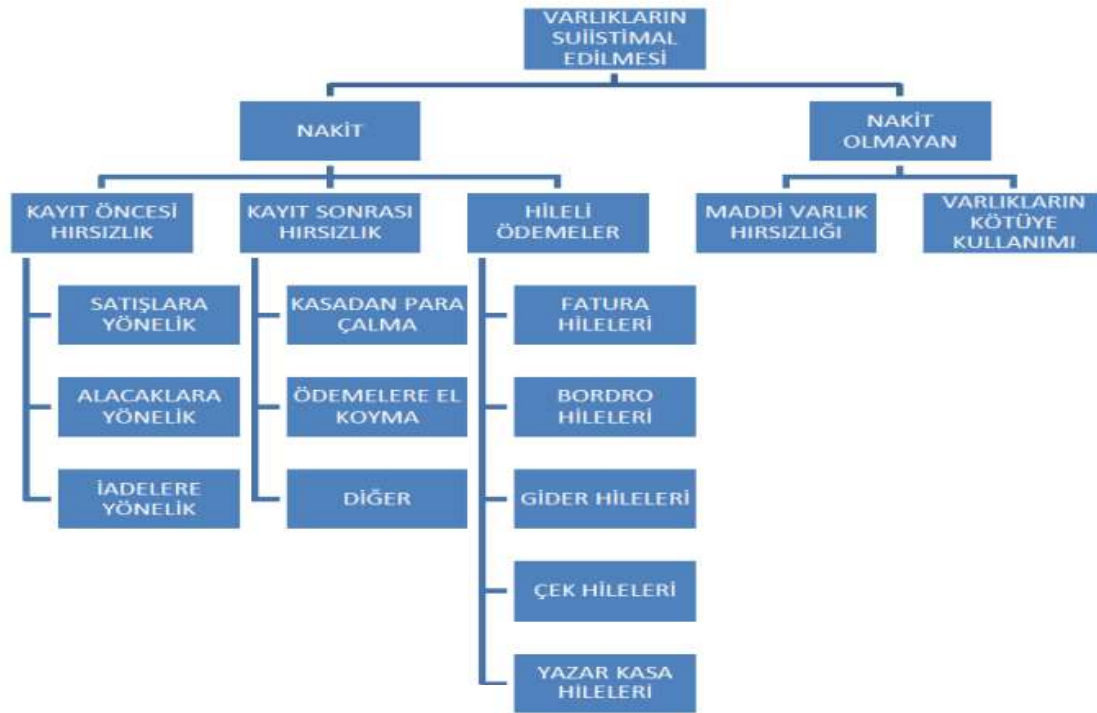 VARLIKLARIN
SUİİSTİMAL
EDİLMESİ
NAKİT
NAKİT
OLMAYAN
KAYIT ÖNCESİ
HIRSIZLIK
KAYIT SONRASI
HIRSIZLIK
HİLELİ
ÖDEMELER
MADDİ VARLIK
HIRSIZLIĞI
VARLIKLARIN
KÖTÜYE
KULLANIMI
SATIŞLARA
YÖNELİK
KASADAN PARA
ÇALMA
FATURA
HİLELERİ
ALACAKLARA
YÖNELİK
ÖDEMELERE EL
KOYMA
BORDRO
HİLELERİ
İADELERE
YÖNELİK
DİĞER
GİDER HİLELERİ
ÇEK HİLELERİ
YAZAR KASA
HİLELERİ